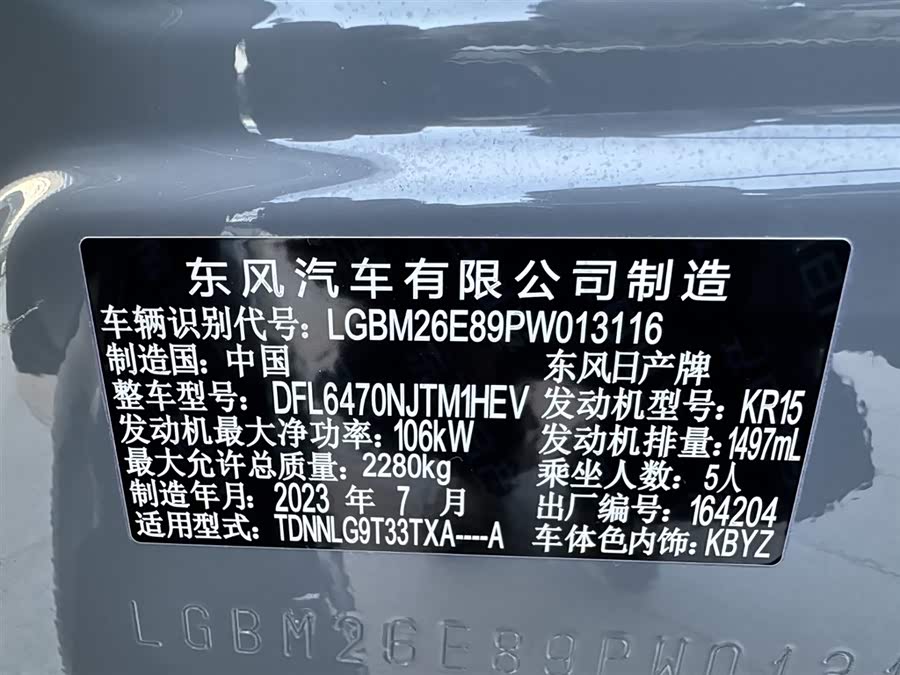 东风汽车有限公司制造
车辆识别代号：LGBM26E89PW013116
制造国：中国 东风日产牌
整车型号：DFL6470NJTM1HEV 发动机型号：KR15
发动机最大净功率：106kW 发动机排量：1497mL
最大允许总质量：2280kg 乘坐人数：5人
制造年月：2023 年 7 月 出厂编号：164204
适用型式：TDNNLG9T33TXA----A 车体色内饰：KBYZ
LGBM26E89PW0131